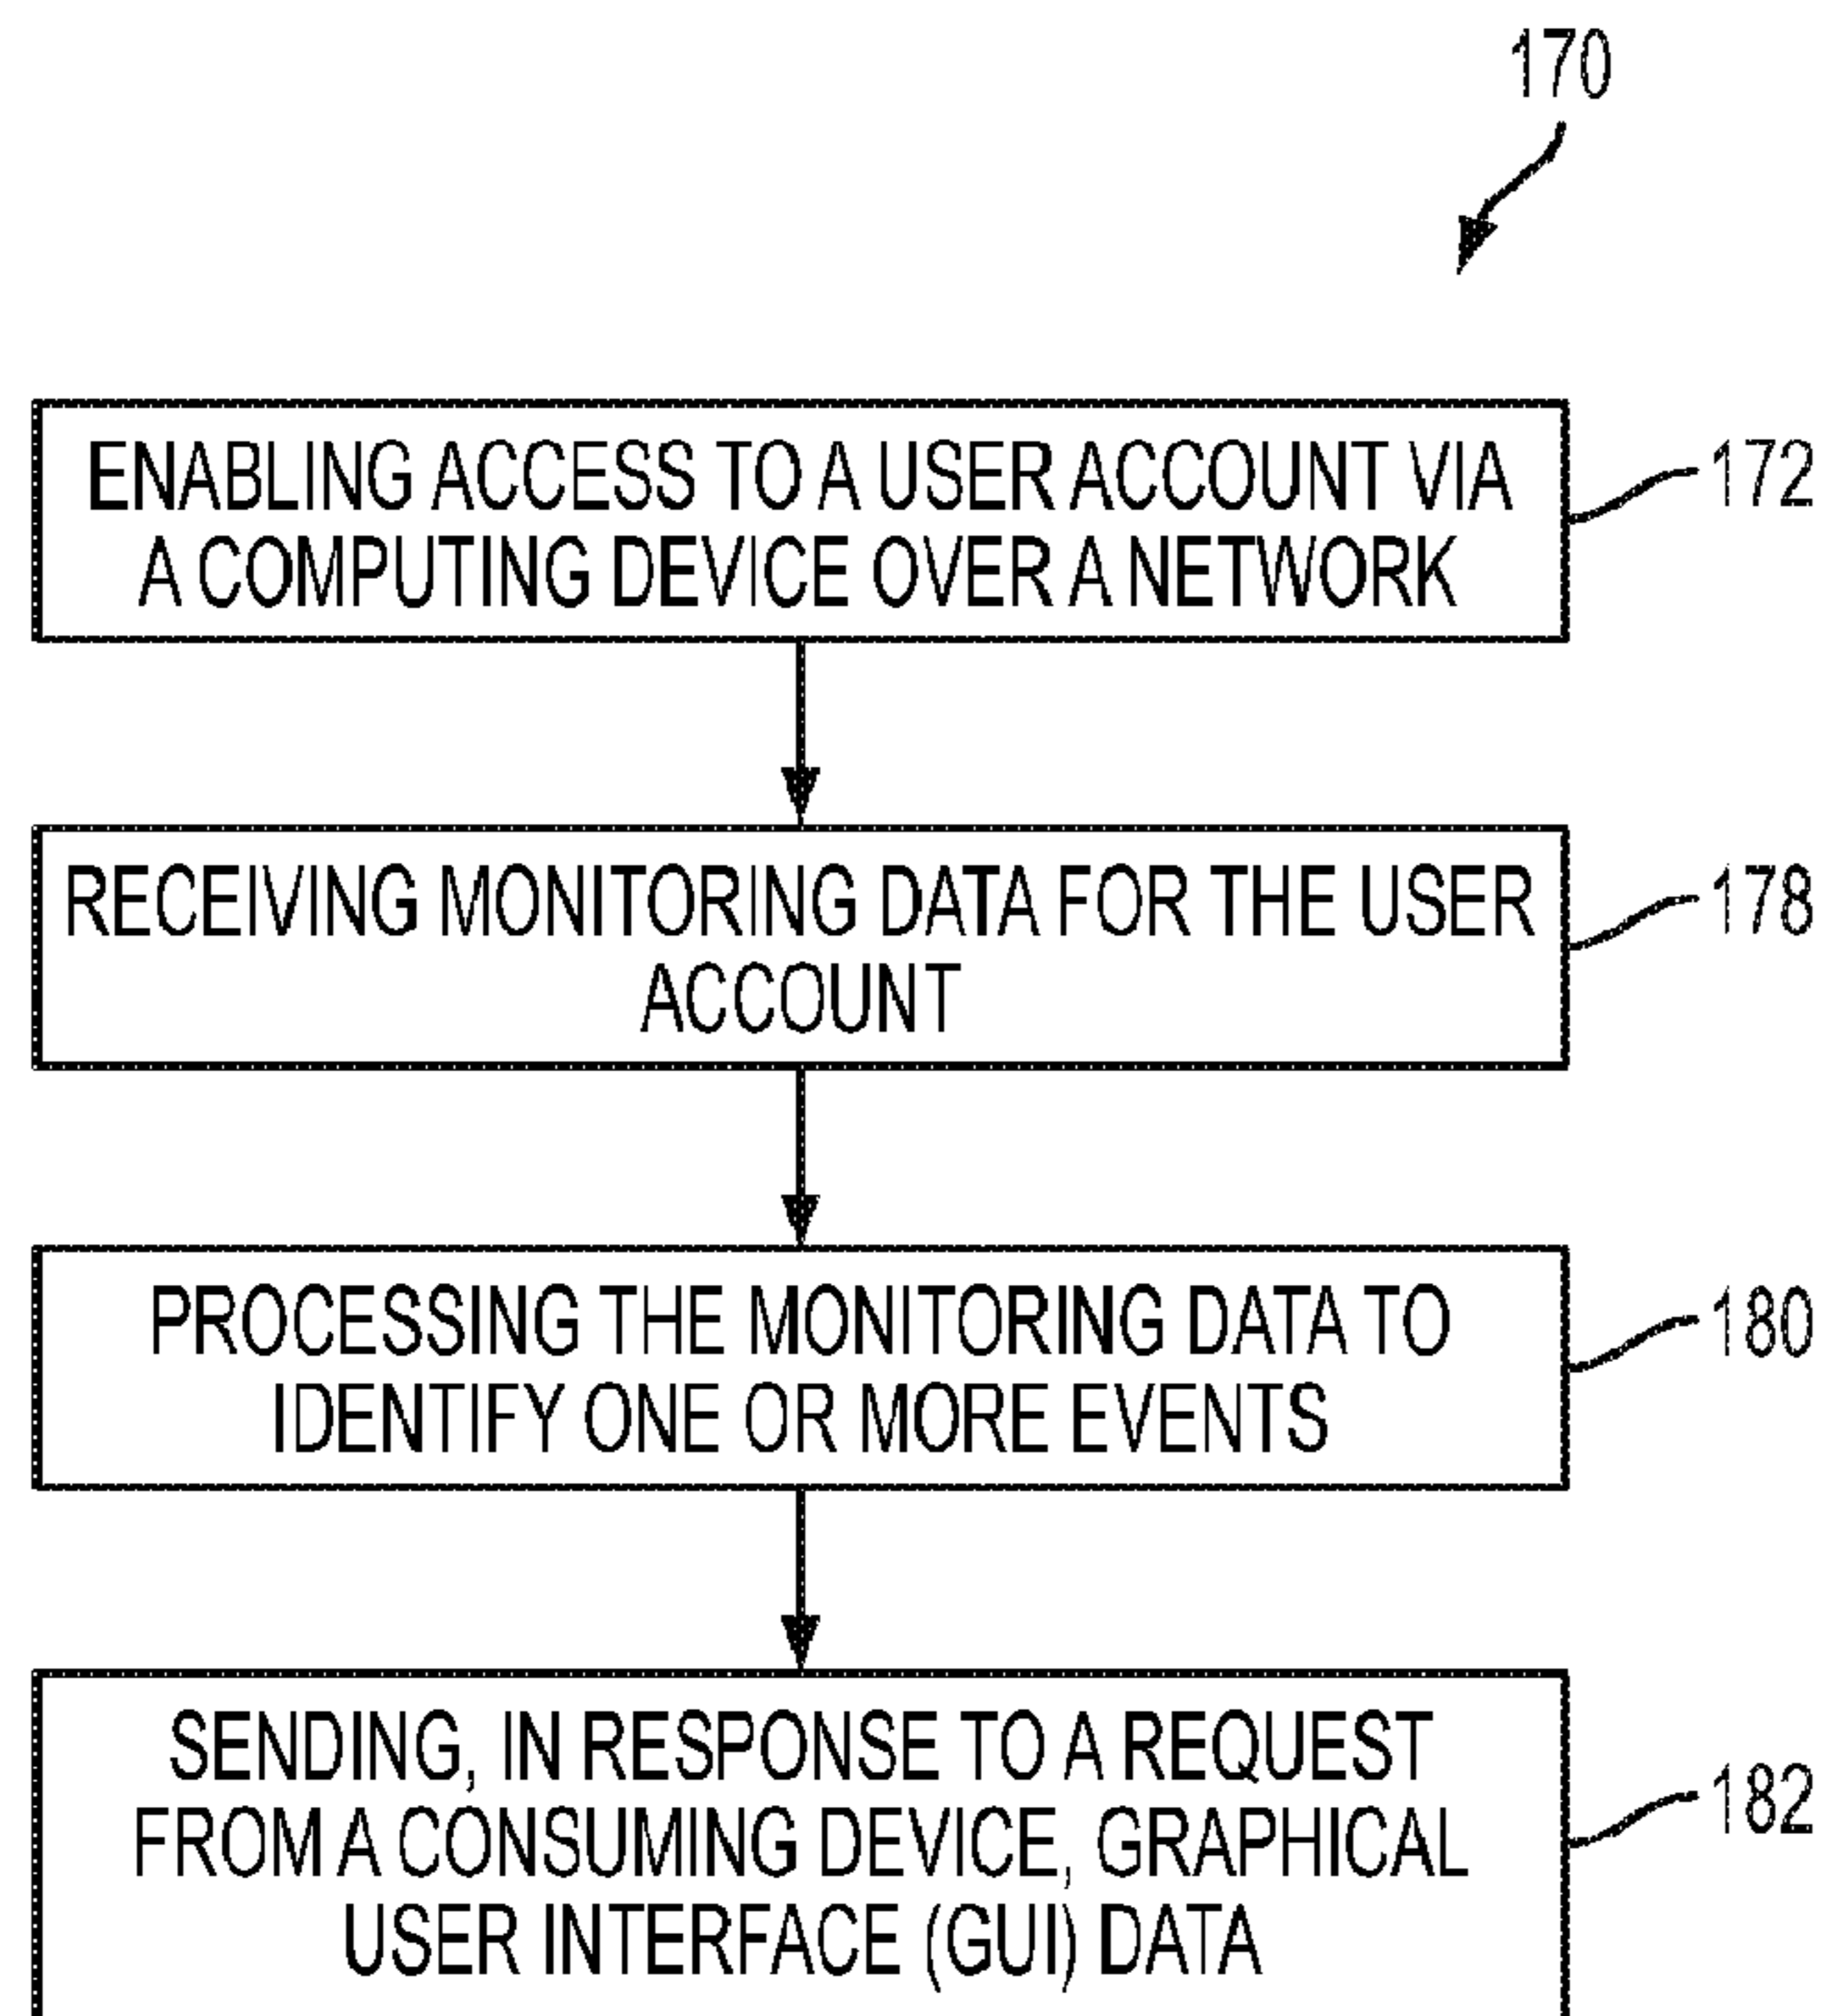 170
ENABLING ACCESS TO A USER ACCOUNT VIA
A COMPUTING DEVICE OVER A NETWORK
172
RECEIVING MONITORING DATA FOR THE USER
ACCOUNT
178
PROCESSING THE MONITORING DATA TO
IDENTIFY ONE OR MORE EVENTS
180
SENDING, IN RESPONSE TO A REQUEST
FROM A CONSUMING DEVICE, GRAPHICAL
USER INTERFACE (GUI) DATA
182